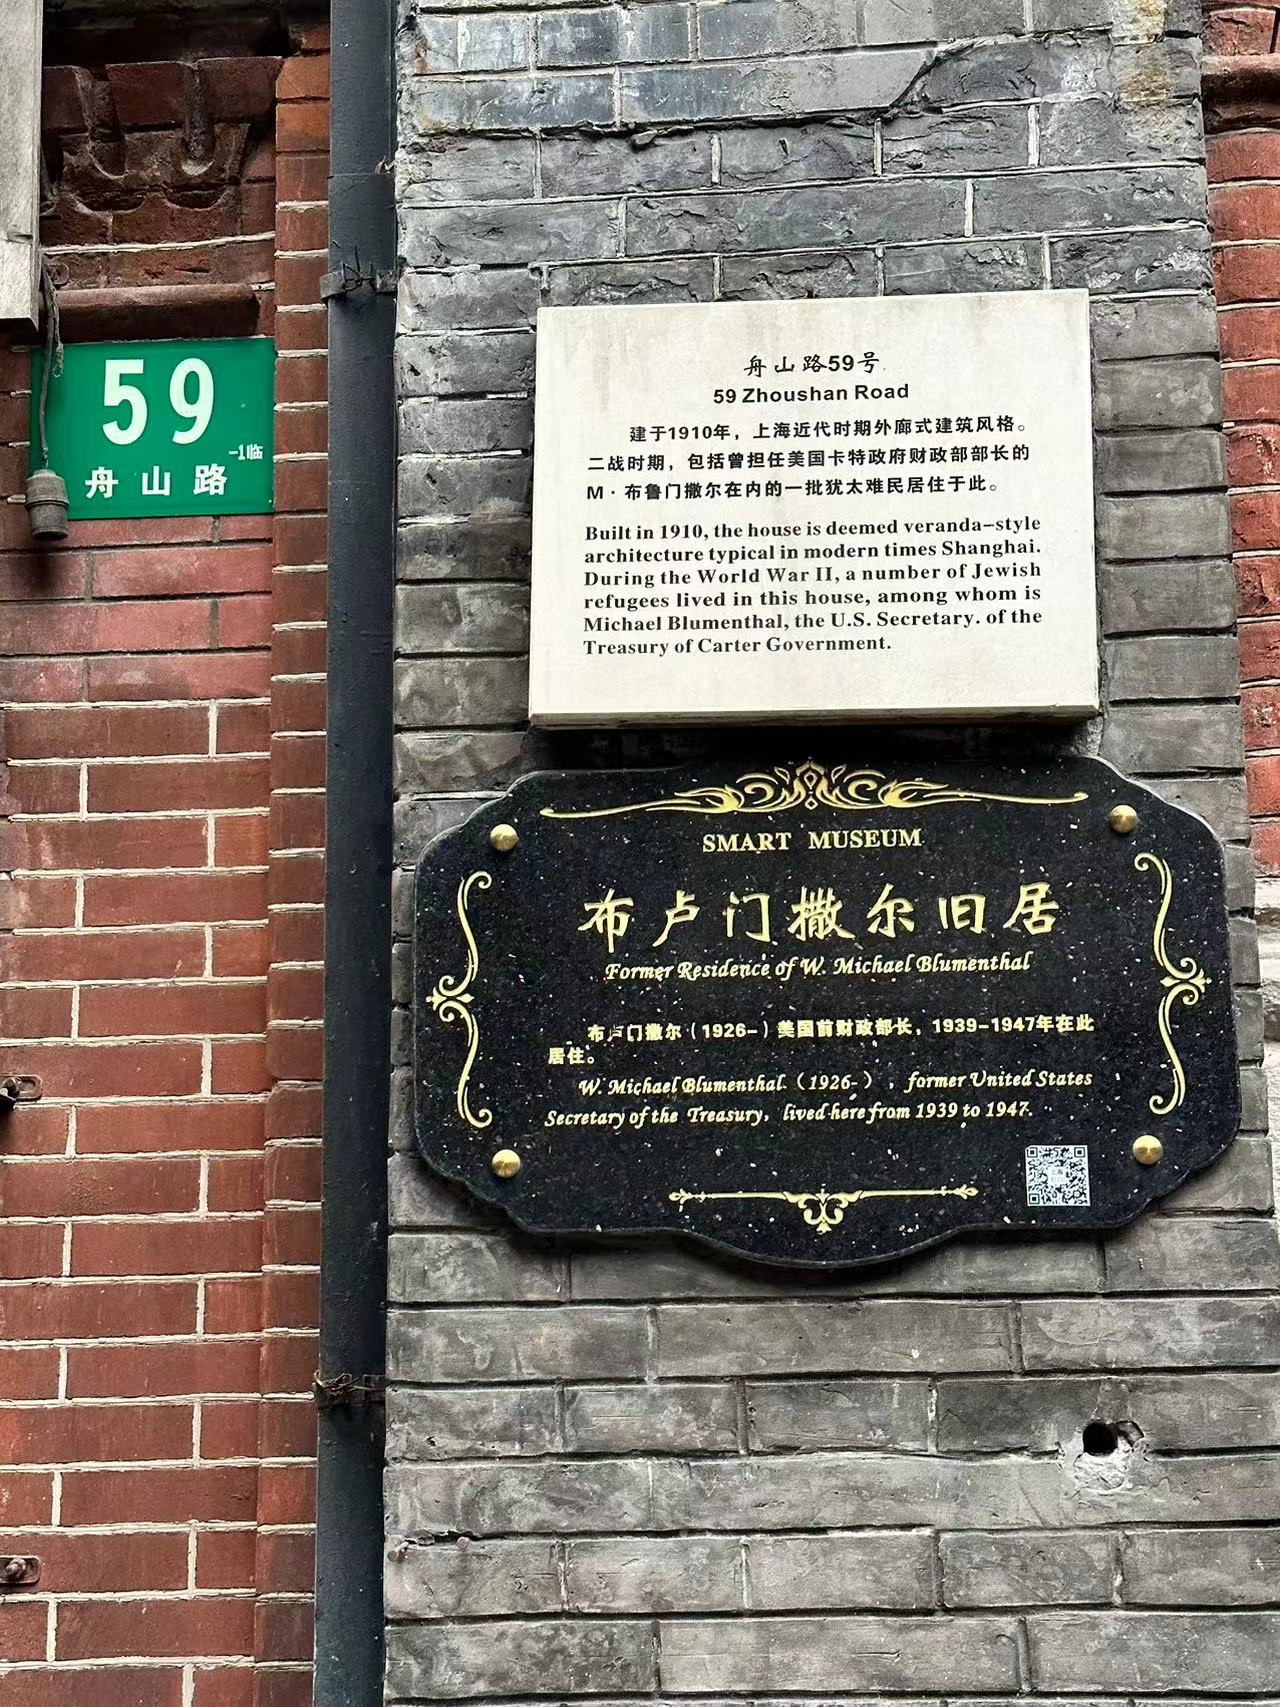 59
-1临
舟山路
舟山路59号
59 Zhoushan Road
建于1910年，上海近代时期外廊式建筑风格。
二战时期，包括曾担任美国卡特政府财政部部长的
M·布鲁门撒尔在内的一批犹太难民居住于此。
Built in 1910, the house is deemed veranda-style
architecture typical in modern times Shanghai.
During the World War II, a number of Jewish
refugees lived in this house, among whom is
Michael Blumenthal, the U.S. Secretary. of the
Treasury of Carter Government.
SMART MUSEUM
布卢门撒尔旧居
Former Residence of W. Michael Blumenthal
布卢门撒尔（1926-）美国前财政部长，1939-1947年在此
居住。
W. Michael Blumenthal（1926-），former United States
Secretary of the Treasury, lived here from 1939 to 1947.